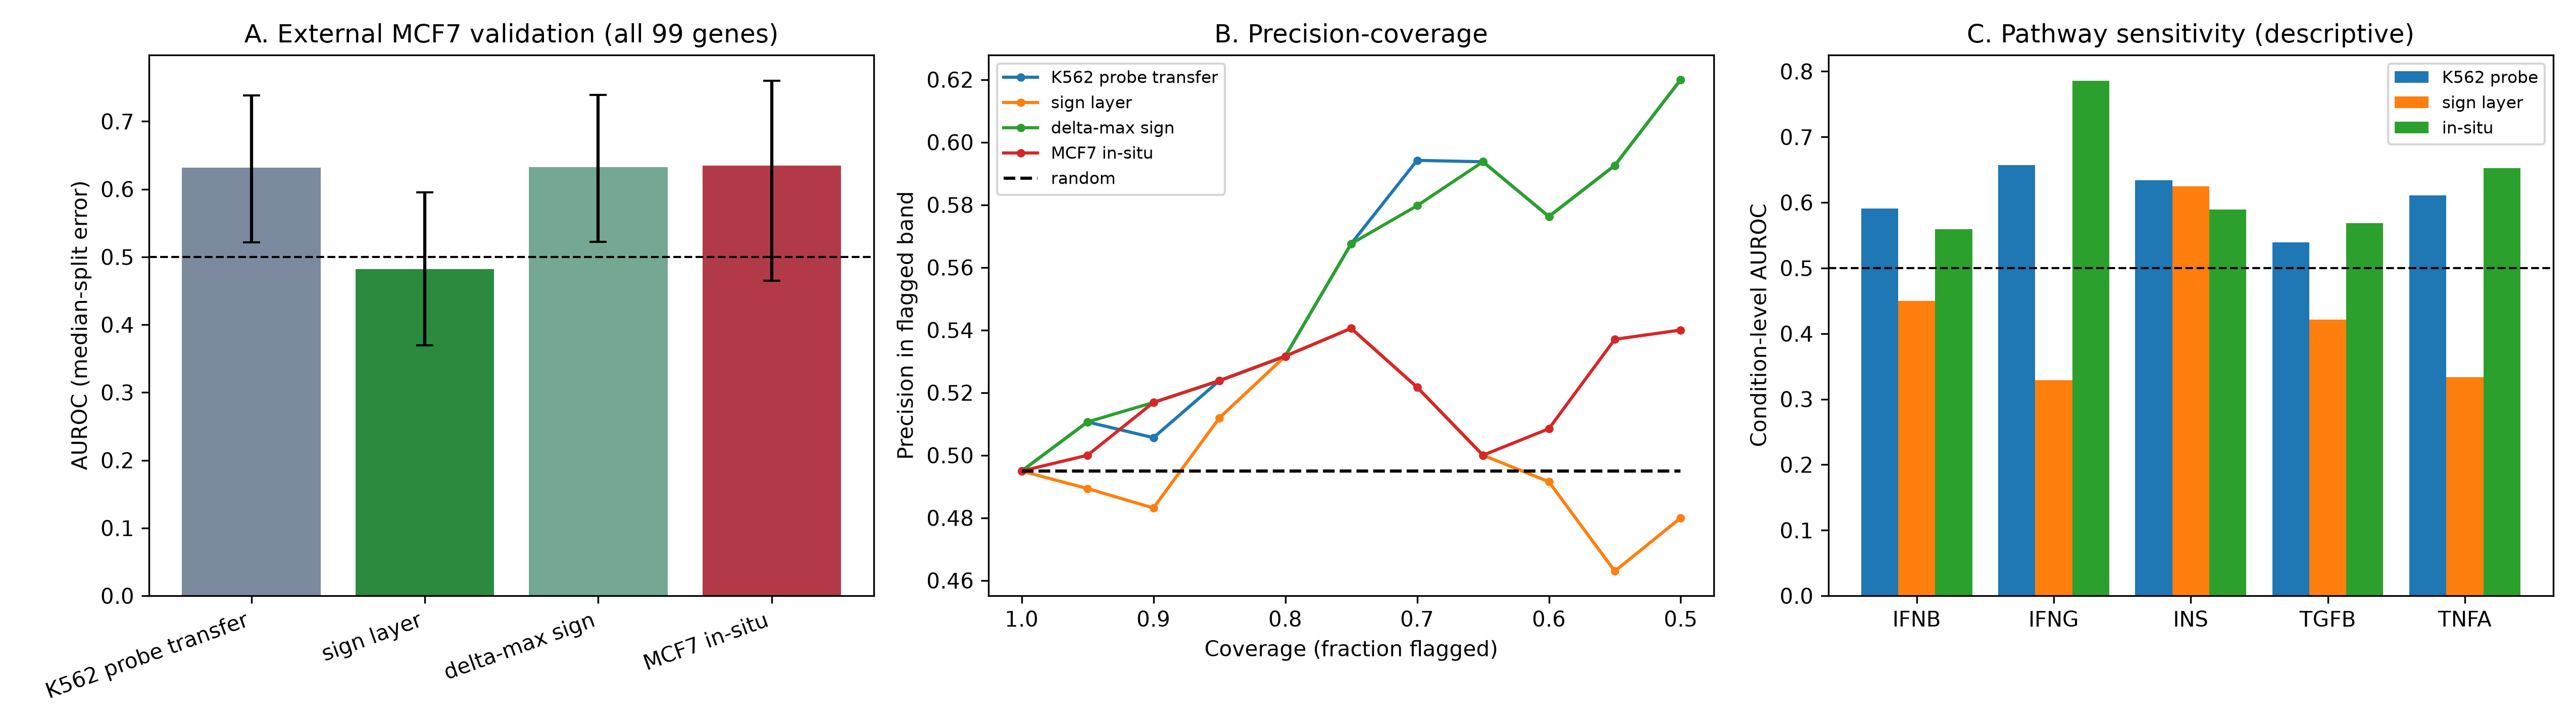 A. External MCF7 validation (all 99 genes)
AUROC (median-split error)
0.7
0.6
0.5
0.4
0.3
0.2
0.1
0.0
K562 probe transfer
sign layer
delta-max sign
MCF7 in-situ
B. Precision-coverage
Precision in flagged band
0.62
0.60
0.58
0.56
0.54
0.52
0.50
0.48
0.46
K562 probe transfer
sign layer
delta-max sign
MCF7 in-situ
random
1.0 0.9 0.8 0.7 0.6 0.5
Coverage (fraction flagged)
C. Pathway sensitivity (descriptive)
Condition-level AUROC
0.8
0.7
0.6
0.5
0.4
0.3
0.2
0.1
0.0
K562 probe
sign layer
in-situ
IFNB IFNG INS TGFB TNFA